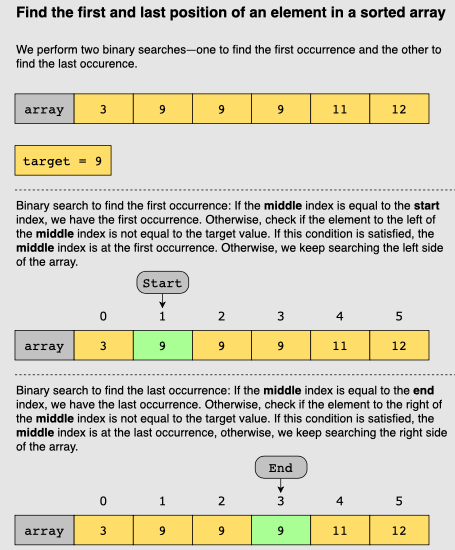 Find the first and last position of an element in a sorted array
We perform two binary searches—one to find the first occurrence and the other to
find the last occurence.
array 3 9 9 9 11 12
target = 9
Binary search to find the first occurrence: If the middle index is equal to the start
index, we have the first occurrence. Otherwise, check if the element to the left of
the middle index is not equal to the target value. If this condition is satisfied, the
middle index is at the first occurrence. Otherwise, we keep searching the left side
of the array.
Start
0 1 2 3 4 5
array 3 9 9 9 11 12
Binary search to find the last occurrence: If the middle index is equal to the end
index, we have the last occurrence. Otherwise, check if the element to the right of
the middle index is not equal to the target value. If this condition is satisfied, the
middle index is at the last occurrence, otherwise, we keep searching the right side
of the array.
End
0 1 2 3 4 5
array 3 9 9 9 11 12